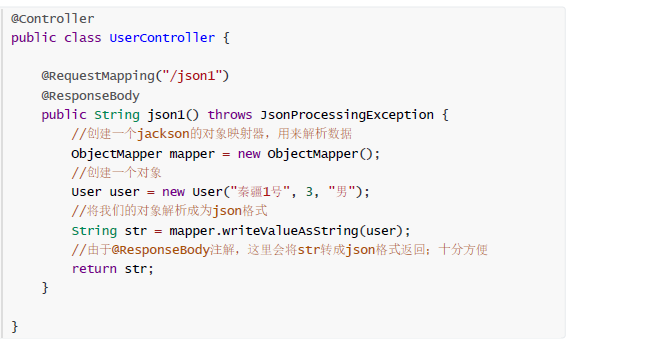 @Controller
public class UserController {
@RequestMapping("/json1")
@ResponseBody
public String json1() throws JsonProcessingException {
//创建一个jackson的对象映射器，用来解析数据
ObjectMapper mapper = new ObjectMapper();
//创建一个对象
User user = new User("秦疆1号", 3, "男");
//将我们的对象解析成为json格式
String str = mapper.writeValueAsString(user);
//由于@ResponseBody注解，这里会将str转成json格式返回；十分方便
return str;
}
}